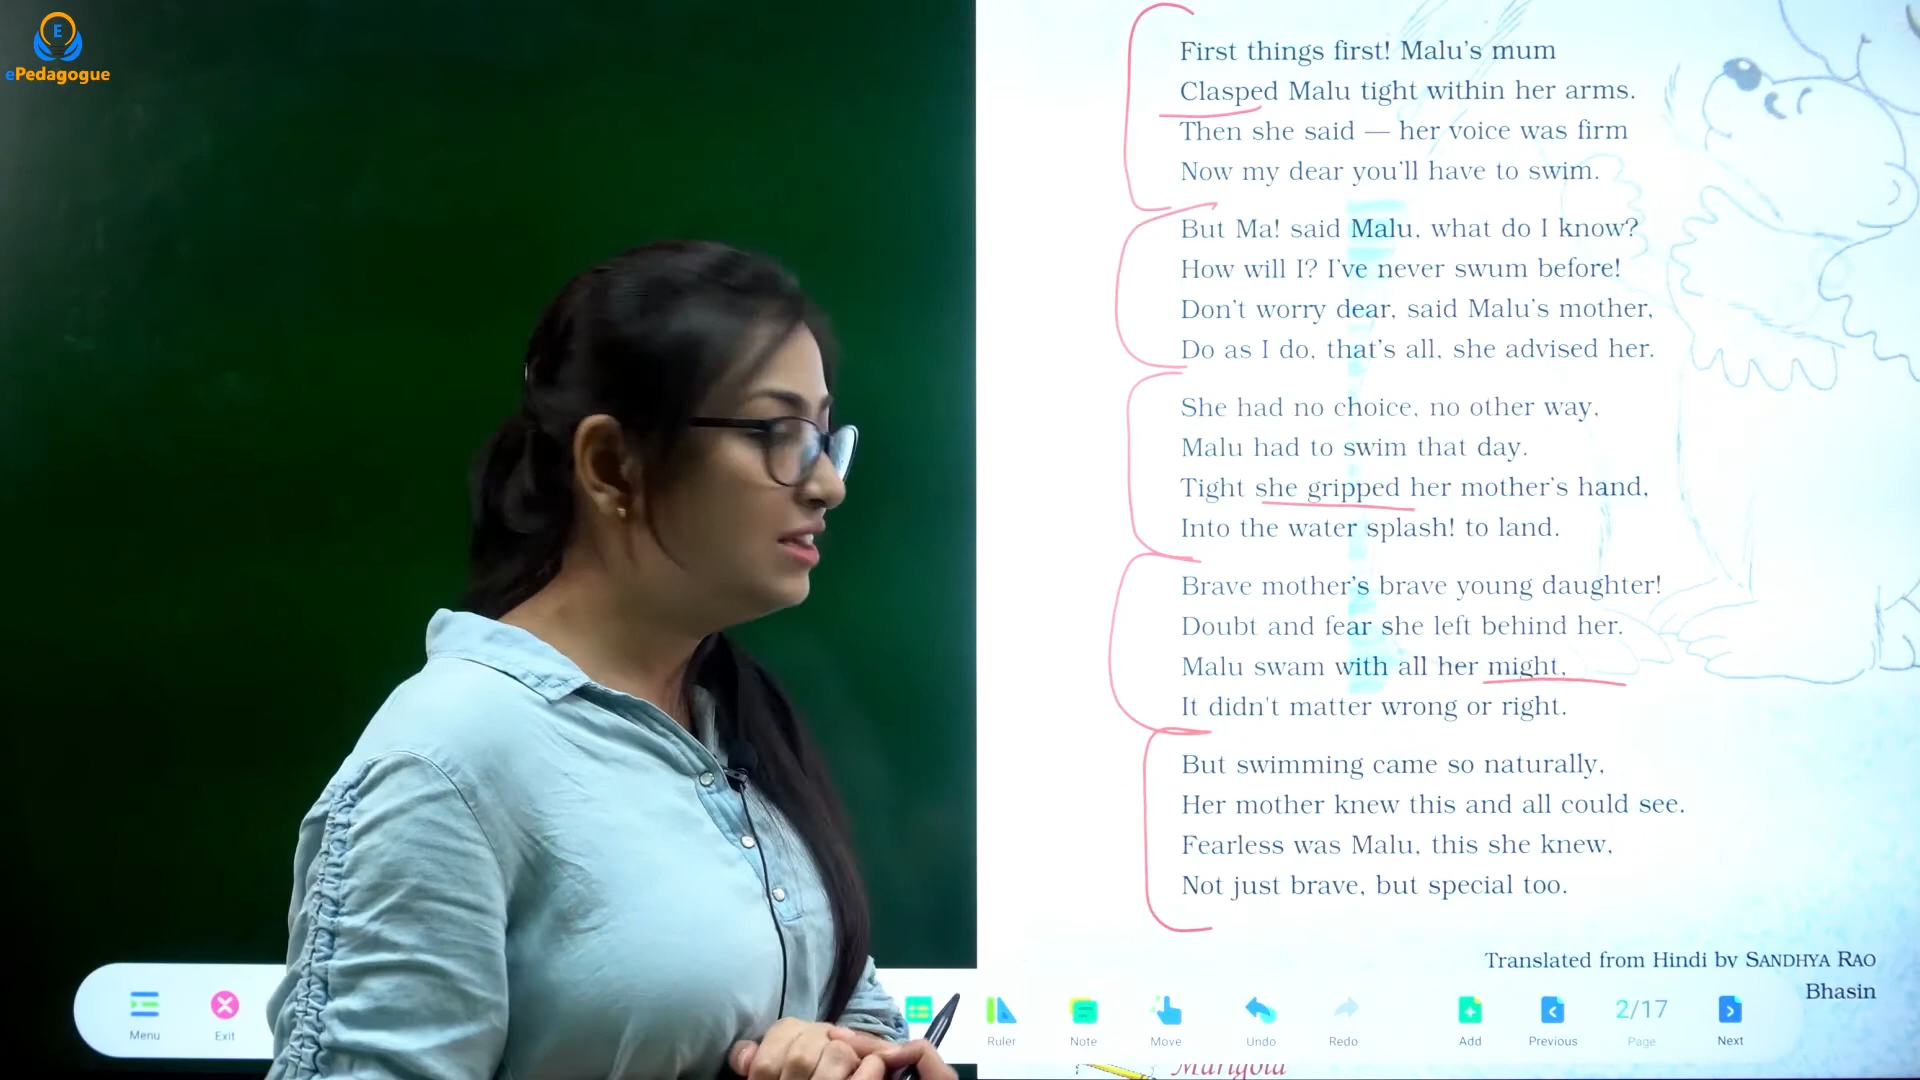 E
ePedagogue
First things first! Malu's mum
Clasped Malu tight within her arms.
Then she said — her voice was firm
Now my dear you'll have to swim.
But Ma! said Malu, what do I know?
How will I? I've never swum before!
Don't worry dear, said Malu's mother,
Do as I do, that's all, she advised her.
She had no choice, no other way,
Malu had to swim that day.
Tight she gripped her mother's hand,
Into the water splash! to land.
Brave mother's brave young daughter!
Doubt and fear she left behind her.
Malu swam with all her might,
It didn't matter wrong or right.
But swimming came so naturally,
Her mother knew this and all could see.
Fearless was Malu, this she knew,
Not just brave, but special too.
Translated from Hindi by SANDHYA RAO
Bhasin
Menu
Exit
Ruler
Note
Move
Undo
Redo
Add
Previous
2/17
Page
Next
Marigold